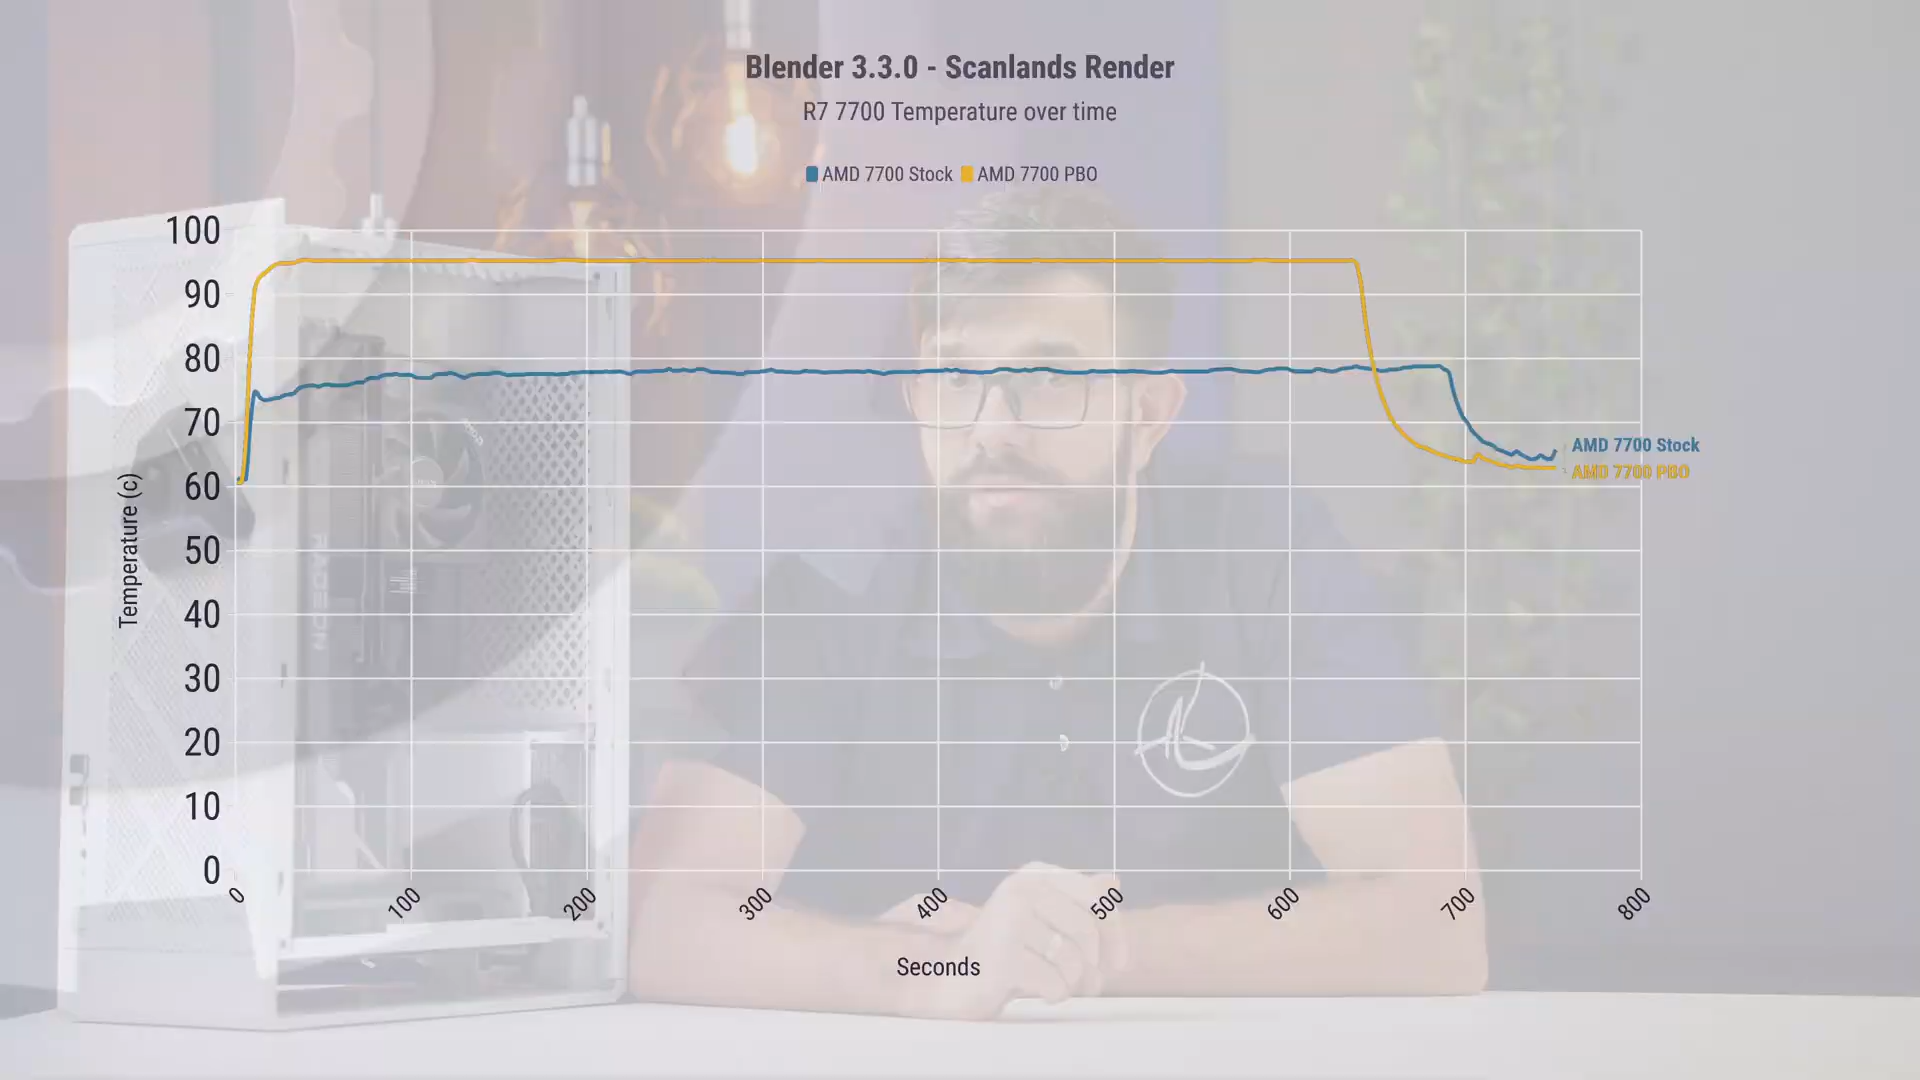 Blender 3.3.0 - Scanlands Render
R7 7700 Temperature over time
AMD 7700 Stock AMD 7700 PBO
100
90
80
70
60
50
40
30
20
10
0
Temperature (c)
0 100 200 300 400 500 600 700 800
Seconds
AMD 7700 Stock
AMD 7700 PBO
RADEON